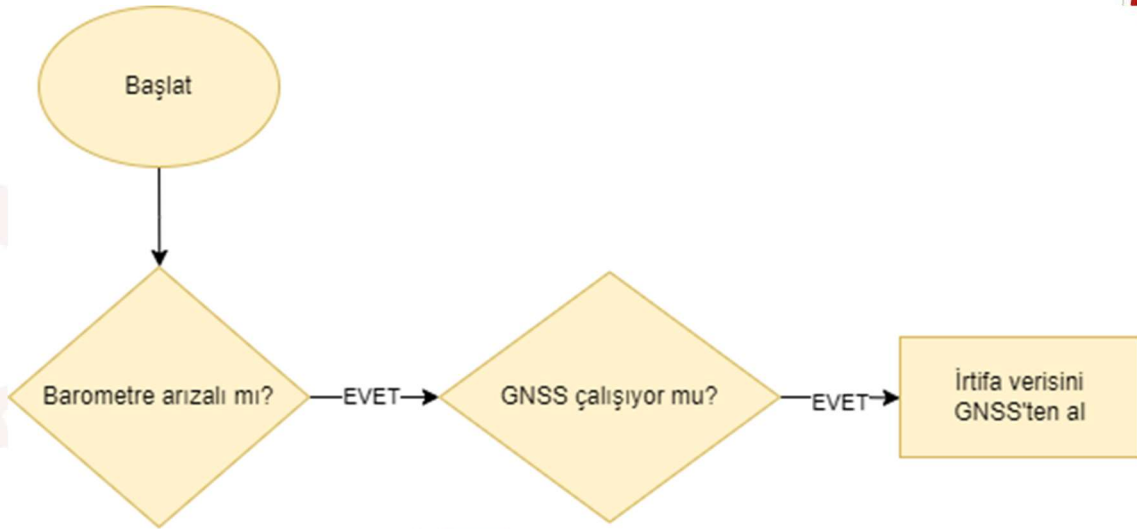 Başlat
Barometre arızalı mı?
EVET
GNSS çalışıyor mu?
EVET
İrtifa verisini
GNSS'ten al